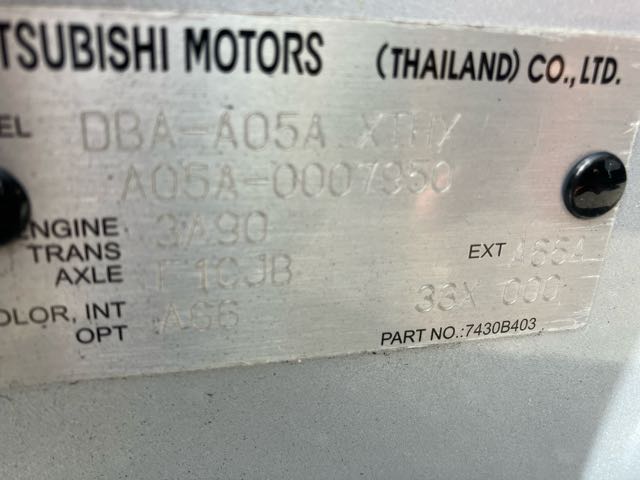 TSUBISHI MOTORS (THAILAND) CO., LTD.
EL DBA-A05A XTHY
A05A-0007950
ENGINE 3A90
TRANS
AXLE F1CJB EXT A66A
OLOR, INT A66 33X 000
OPT PART NO.:7430B403